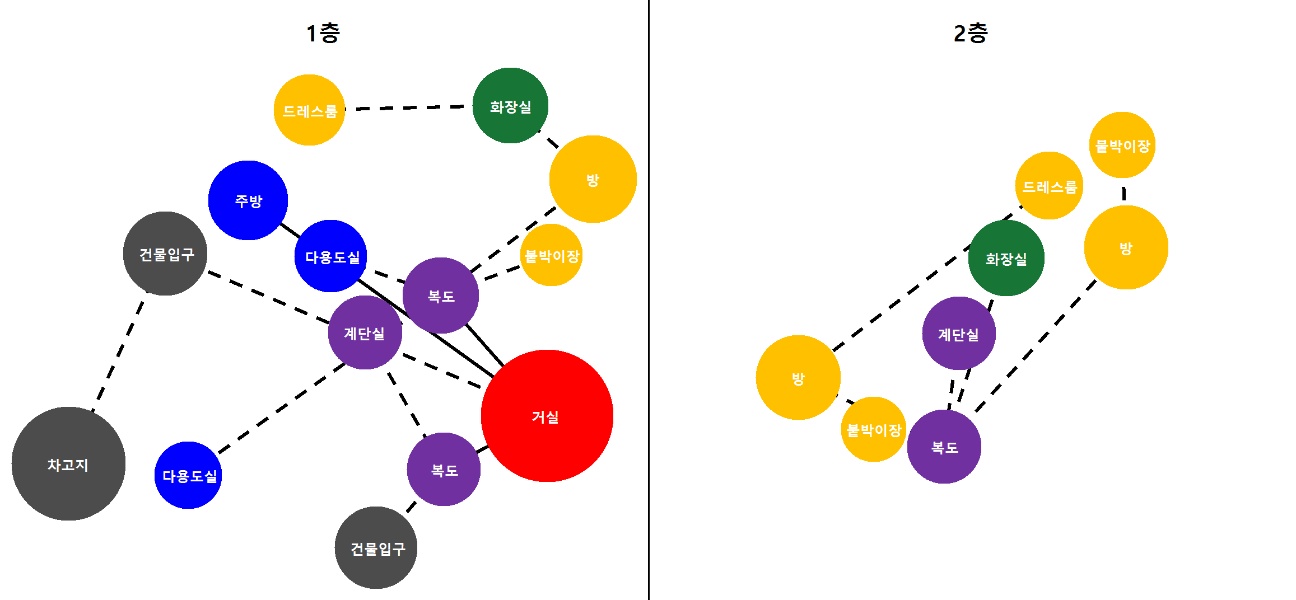 1층
드레스룸
화장실
방
주방
건물입구
다용도실
붙박이장
복도
계단실
거실
차고지
다용도실
복도
건물입구
2층
붙박이장
드레스룸
방
화장실
계단실
방
붙박이장
복도